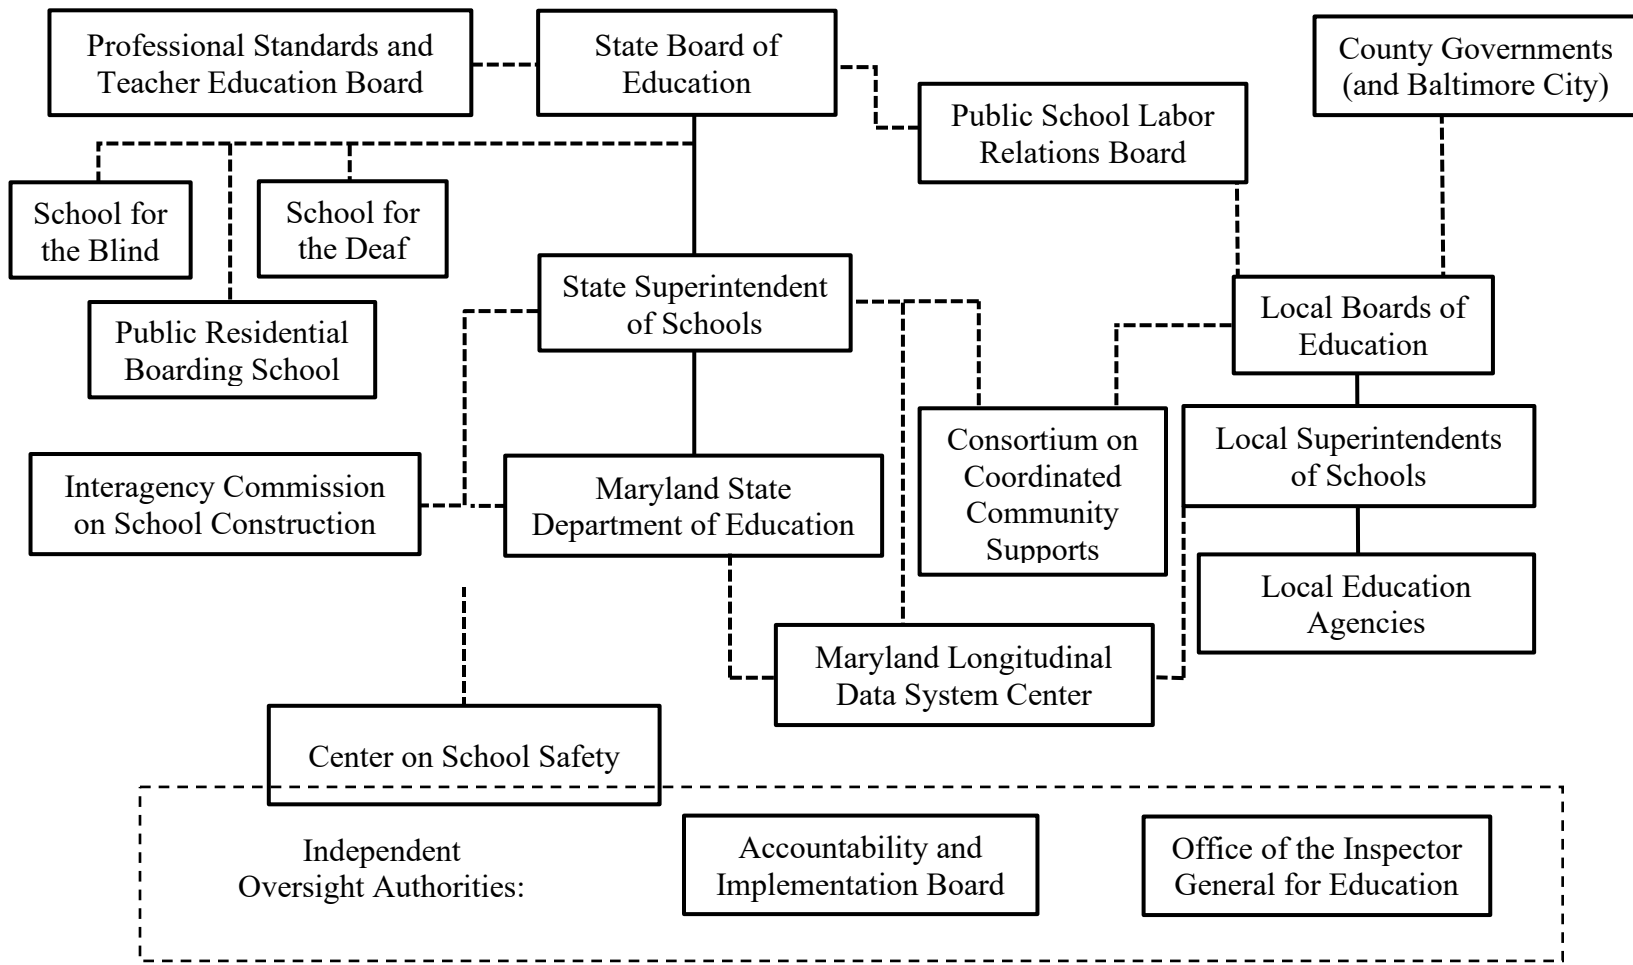 Professional Standards and
Teacher Education Board
State Board of
Education
County Governments
(and Baltimore City)
Public School Labor
Relations Board
School for
the Blind
School for
the Deaf
Public Residential
Boarding School
State Superintendent
of Schools
Local Boards of
Education
Interagency Commission
on School Construction
Maryland State
Department of Education
Consortium on
Coordinated
Community
Supports
Local Superintendents
of Schools
Local Education
Agencies
Maryland Longitudinal
Data System Center
Center on School Safety
Independent
Oversight Authorities:
Accountability and
Implementation Board
Office of the Inspector
General for Education